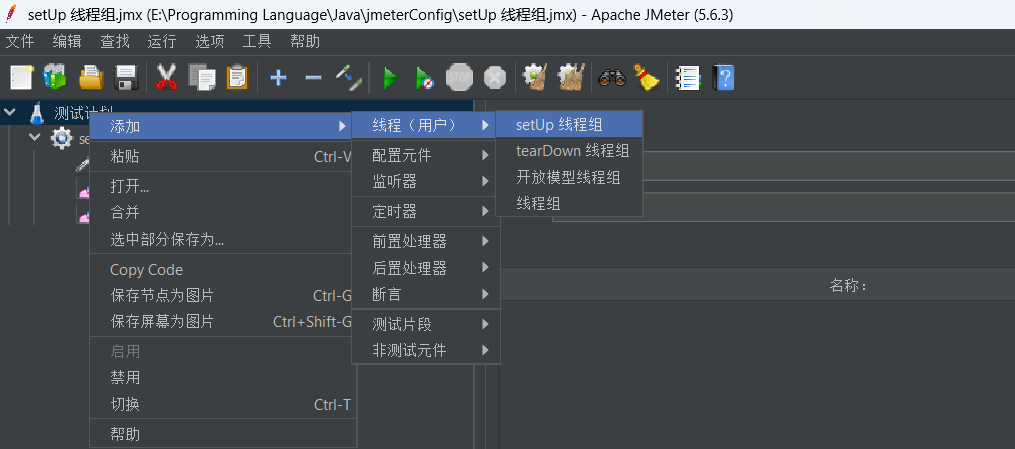 setUp 线程组.jmx (E:\Programming Language\Java\jmeterConfig\setUp 线程组.jmx) - Apache JMeter (5.6.3)
文件 编辑 查找 运行 选项 工具 帮助
STOP
测试计划
se
添加
粘贴 Ctrl-V
打开...
合并
选中部分保存为...
Copy Code
保存节点为图片 Ctrl-G
保存屏幕为图片 Ctrl+Shift-G
启用
禁用
切换 Ctrl-T
帮助
线程（用户）
配置元件
监听器
定时器
前置处理器
后置处理器
断言
测试片段
非测试元件
setUp 线程组
tearDown 线程组
开放模型线程组
线程组
名称：